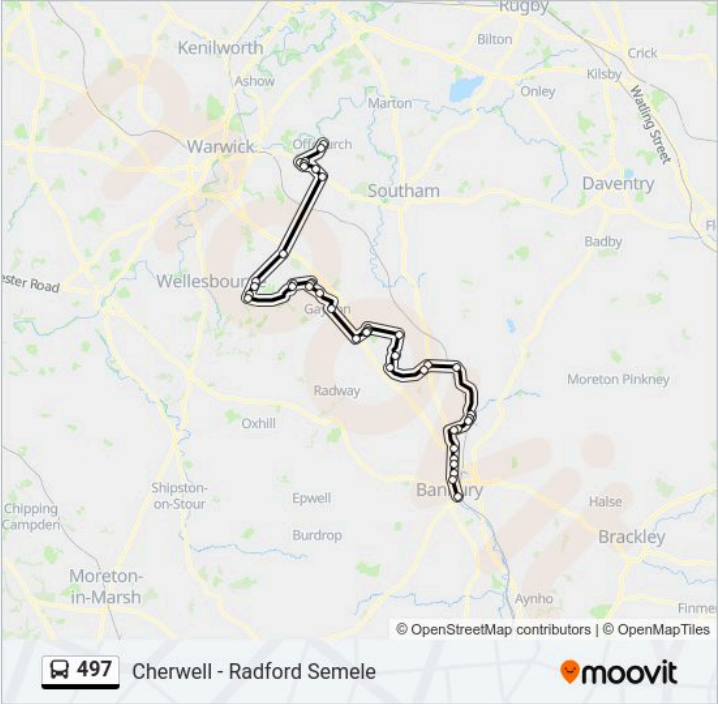 Rugby
Kenilworth
Bilton
Crick
Kilsby
Ashow
Onley
Marton
Watling Street
Warwick
Offchurch
Southam
Daventry
Badby
Wellesbourne
Gaydon
Radway
Moreton Pinkney
Oxhill
Banbury
Shipston-
on-Stour
Epwell
Halse
Chipping
Campden
Burdrop
Brackley
Moreton-
in-Marsh
Aynho
Finme
© OpenStreetMap contributors | © OpenMapTiles
497 Cherwell - Radford Semele
moovit